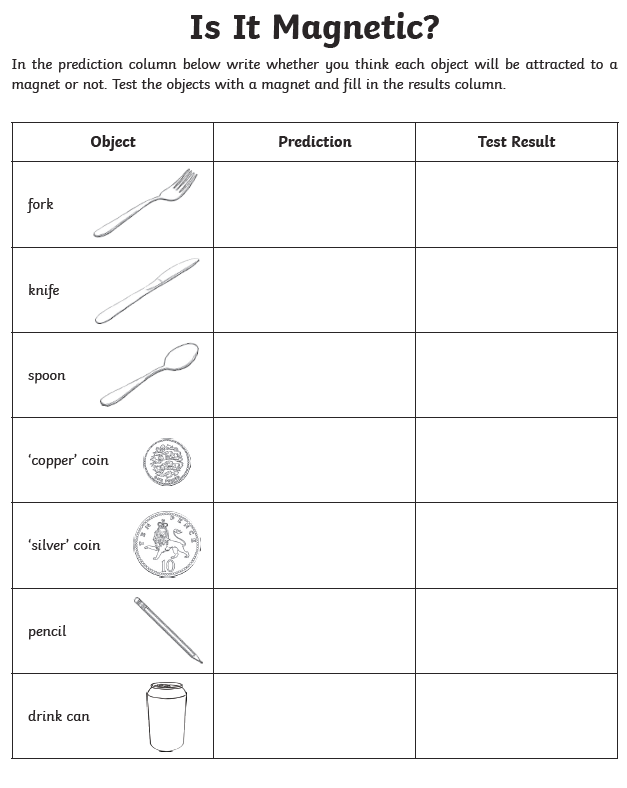 Is It Magnetic?
In the prediction column below write whether you think each object will be attracted to a
magnet or not. Test the objects with a magnet and fill in the results column.
Object Prediction Test Result
fork
knife
spoon
‘copper’ coin
‘silver’ coin
TEN PENCE
10
pencil
drink can